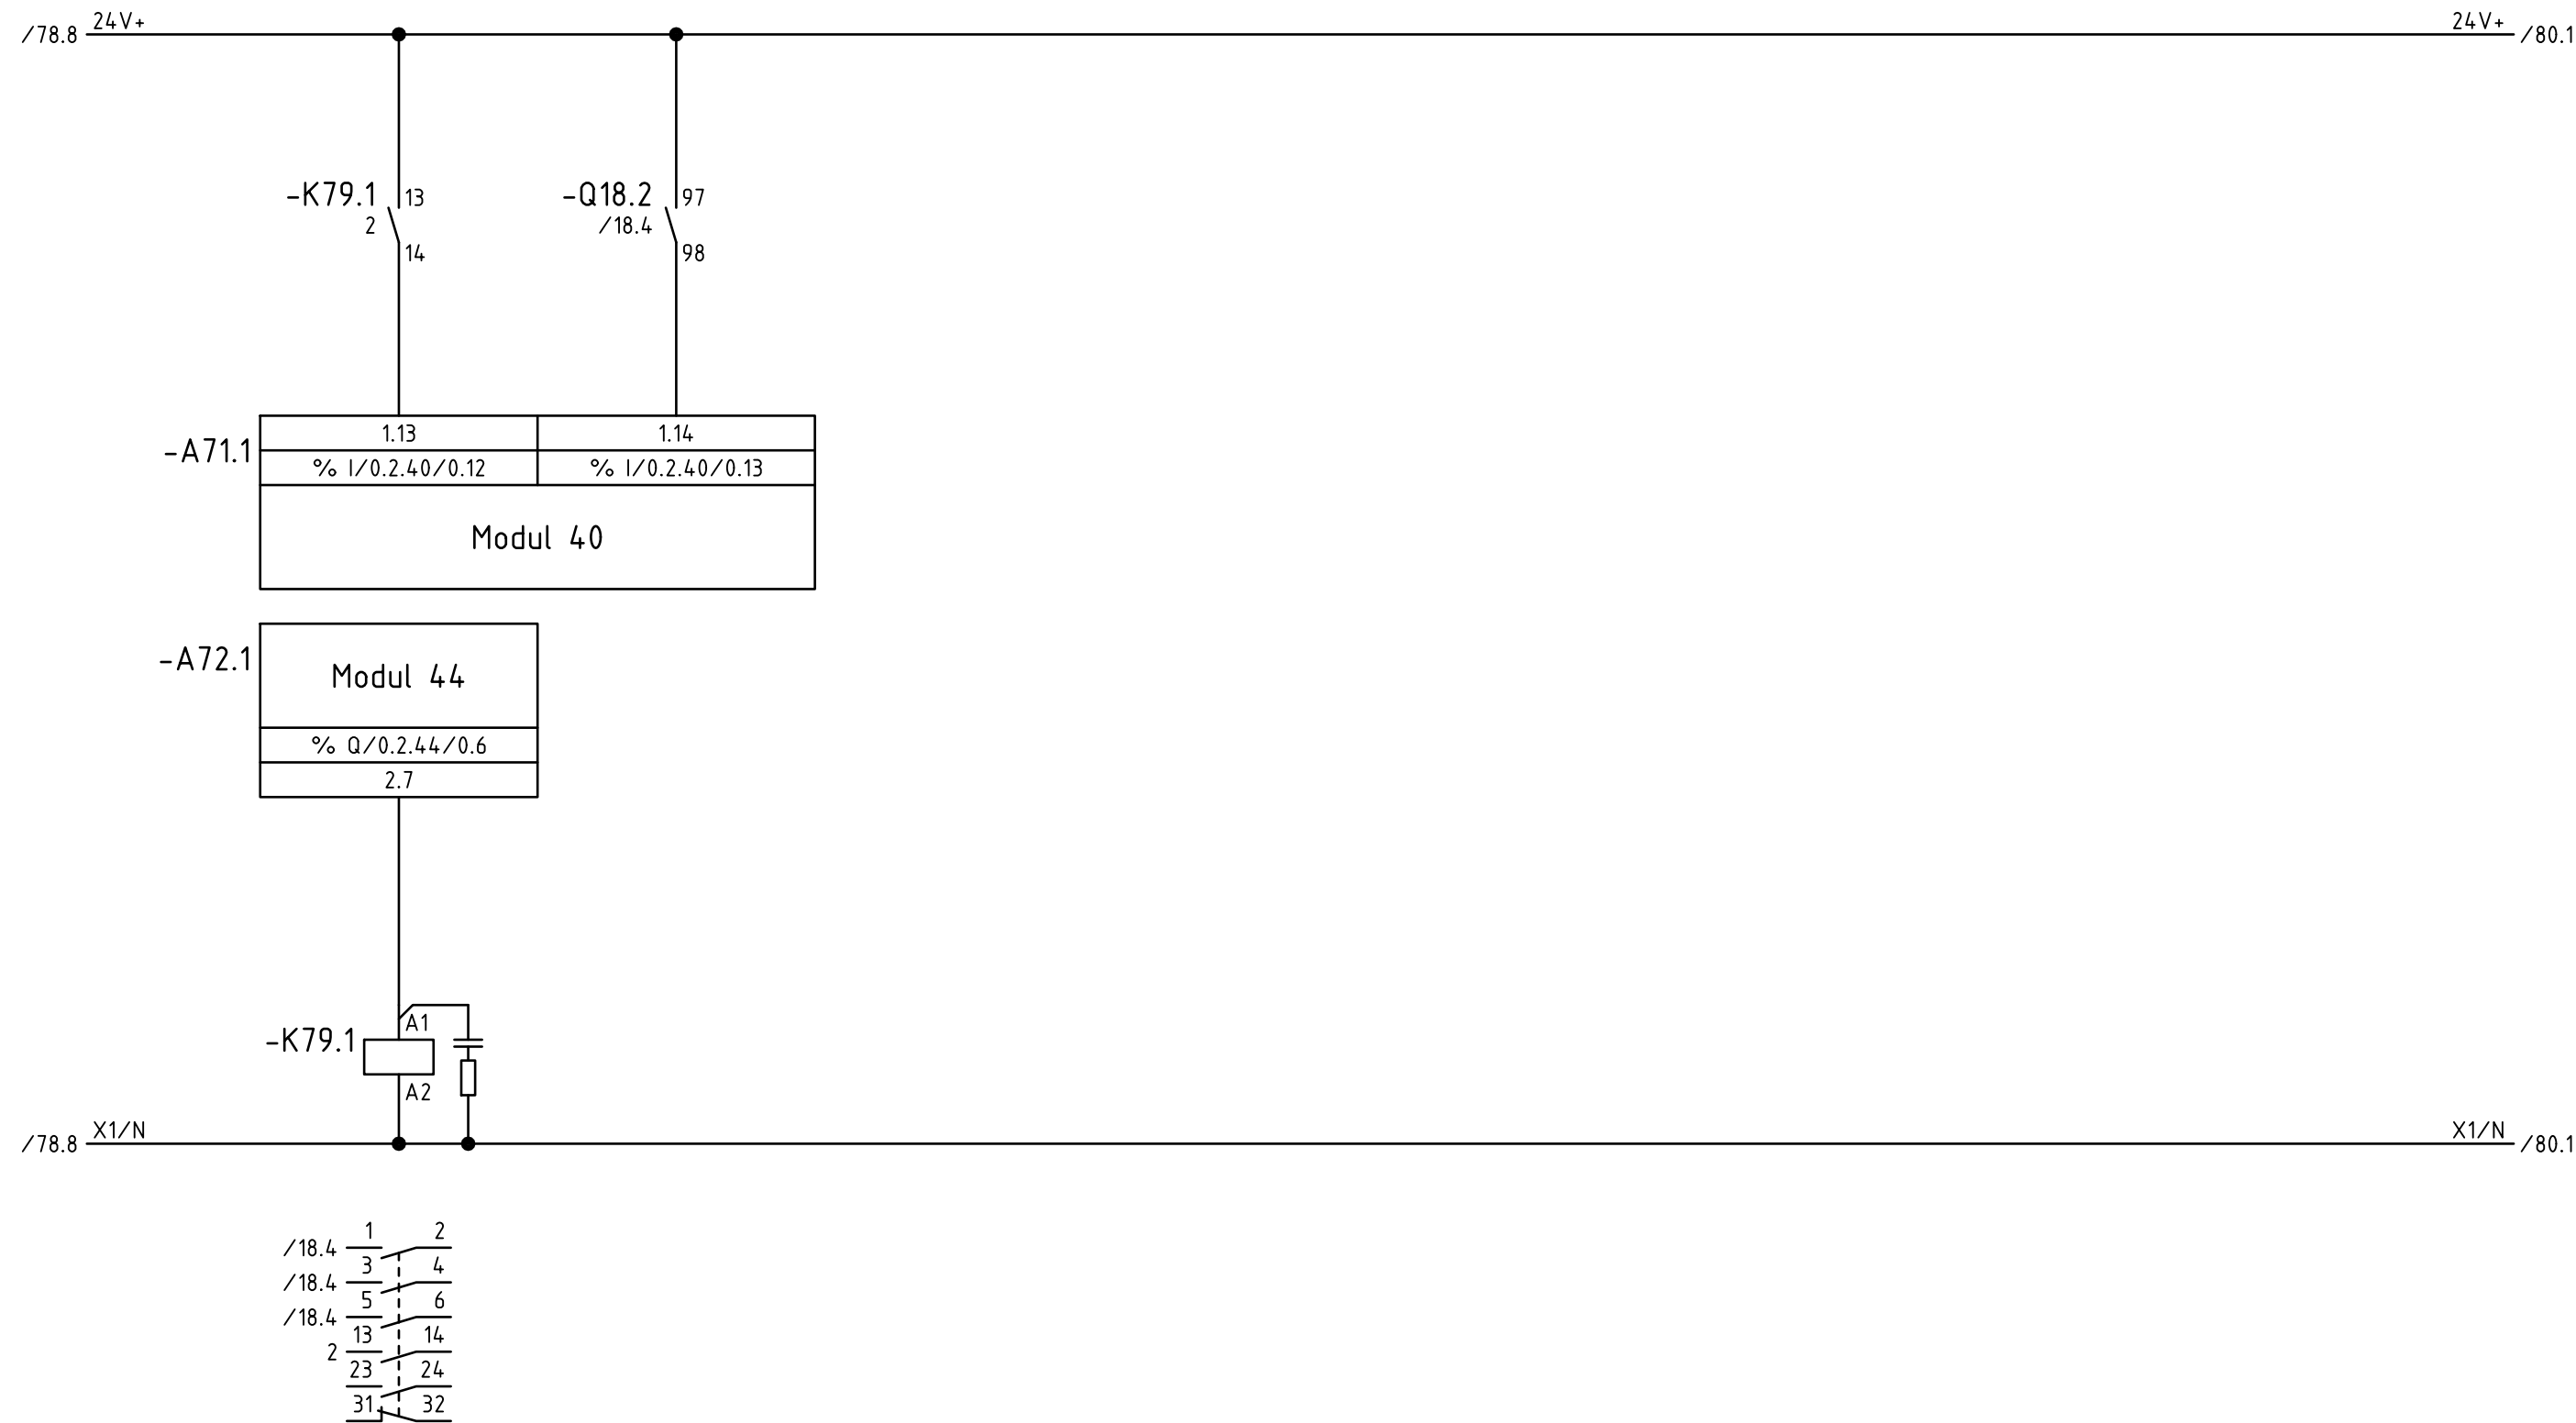 /78.8 24V+ 24V+ /80.1
-K79.1 13 -Q18.2 97
2 /18.4
14 98
-A71.1
1.13 1.14
% I/0.2.40/0.12 % I/0.2.40/0.13
Modul 40
-A72.1
Modul 44
% Q/0.2.44/0.6
2.7
A1
-K79.1
A2
/78.8 X1/N X1/N /80.1
1 2
/18.4
3 4
/18.4
5 6
/18.4
13 14
2
23 24
31 32